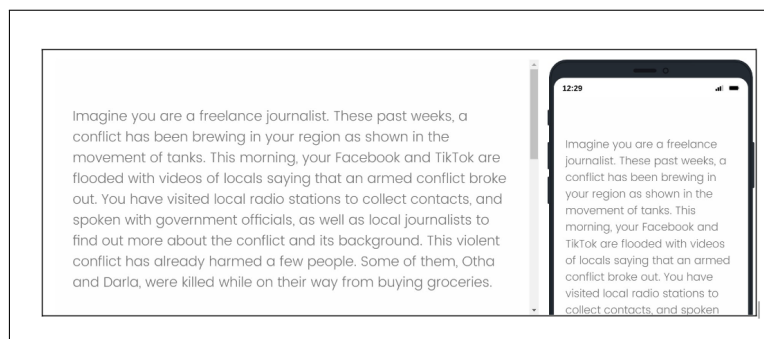 Imagine you are a freelance journalist. These past weeks, a
conflict has been brewing in your region as shown in the
movement of tanks. This morning, your Facebook and TikTok are
flooded with videos of locals saying that an armed conflict broke
out. You have visited local radio stations to collect contacts, and
spoken with government officials, as well as local journalists to
find out more about the conflict and its background. This violent
conflict has already harmed a few people. Some of them, Otha
and Darla, were killed while on their way from buying groceries.
12:29
Imagine you are a freelance
journalist. These past weeks, a
conflict has been brewing in
your region as shown in the
movement of tanks. This
morning, your Facebook and
TikTok are flooded with videos
of locals saying that an armed
conflict broke out. You have
visited local radio stations to
collect contacts, and spoken